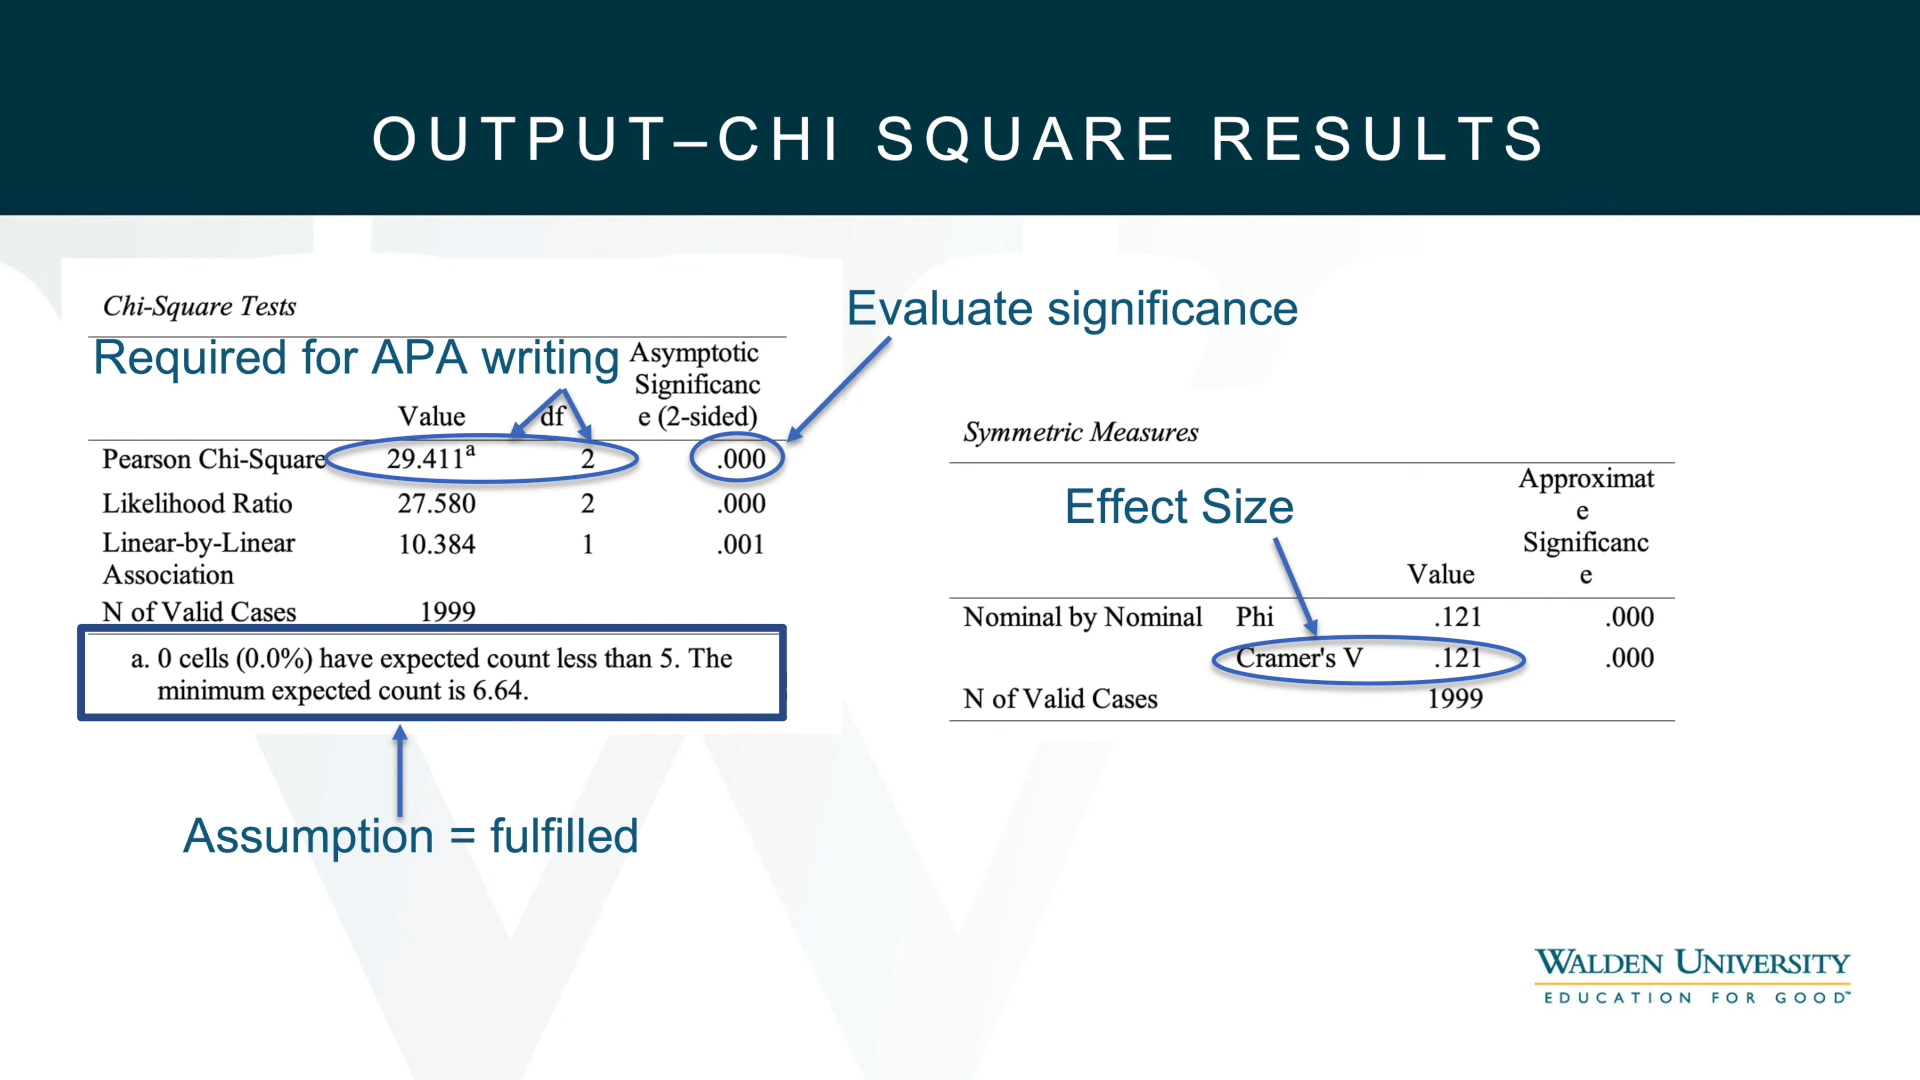 OUTPUT–CHI SQUARE RESULTS
Chi-Square Tests
Required for APA writing
Asymptotic
Significanc
Value df e (2-sided)
Pearson Chi-Square 29.411a 2 .000
Likelihood Ratio 27.580 2 .000
Linear-by-Linear 10.384 1 .001
Association
N of Valid Cases 1999
a. 0 cells (0.0%) have expected count less than 5. The
minimum expected count is 6.64.
Assumption = fulfilled
Evaluate significance
Symmetric Measures
Effect Size
Approximat
e
Significanc
Value e
Nominal by Nominal Phi .121 .000
Cramer's V .121 .000
N of Valid Cases 1999
WALDEN UNIVERSITY
EDUCATION FOR GOOD™